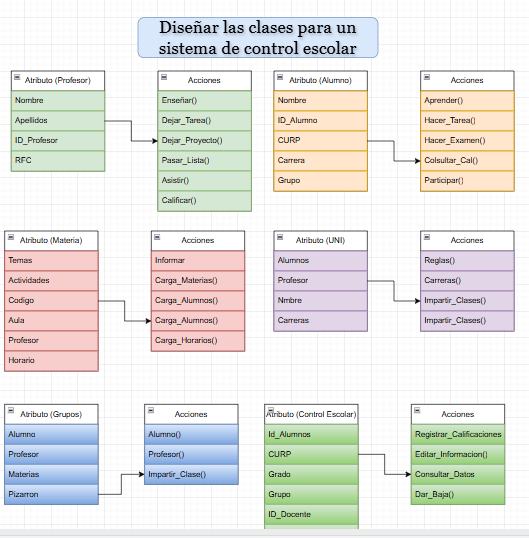 Diseñar las clases para un
sistema de control escolar
Atributo (Profesor)
Nombre
Apellidos
ID_Profesor
RFC
Acciones
Enseñar()
Dejar_Tarea()
Dejar_Proyecto()
Pasar_Lista()
Asistir()
Calificar()
Atributo (Alumno)
Nombre
ID_Alumno
CURP
Carrera
Grupo
Acciones
Aprender()
Hacer_Tarea()
Hacer_Examen()
Colsultar_Cal()
Participar()
Atributo (Materia)
Temas
Actividades
Codigo
Aula
Profesor
Horario
Acciones
Informar
Carga_Materias()
Carga_Alumnos()
Carga_Alumnos()
Carga_Horarios()
Atributo (UNI)
Alumnos
Profesor
Nmbre
Carreras
Acciones
Reglas()
Carreras()
Impartir_Clases()
Impartir_Clases()
Atributo (Grupos)
Alumno
Profesor
Materias
Pizarron
Acciones
Alumno()
Profesor()
Impartir_Clase()
Atributo (Control Escolar)
Id_Alumnos
CURP
Grado
Grupo
ID_Docente
Acciones
Registrar_Calificaciones
Editar_Informacion()
Consultar_Datos
Dar_Baja()